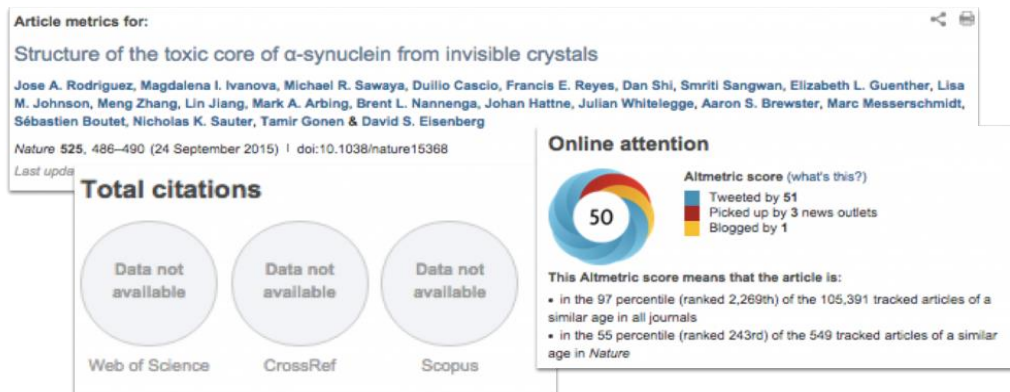 Article metrics for:
Structure of the toxic core of α-synuclein from invisible crystals
Jose A. Rodriguez, Magdalena I. Ivanova, Michael R. Sawaya, Duilio Cascio, Francis E. Reyes, Dan Shi, Smriti Sangwan, Elizabeth L. Guenther, Lisa
M. Johnson, Meng Zhang, Lin Jiang, Mark A. Arbing, Brent L. Nannenga, Johan Hattne, Julian Whitelegge, Aaron S. Brewster, Marc Messerschmidt,
Sébastien Boutet, Nicholas K. Sauter, Tamir Gonen & David S. Eisenberg
Nature 525, 486–490 (24 September 2015) | doi:10.1038/nature15368
Last upda
Total citations
Data not
available
Data not
available
Data not
available
Web of Science
CrossRef
Scopus
Online attention
50
Altmetric score (what's this?)
Tweeted by 51
Picked up by 3 news outlets
Blogged by 1
This Altmetric score means that the article is:
• in the 97 percentile (ranked 2,269th) of the 105,391 tracked articles of a
similar age in all journals
• in the 55 percentile (ranked 243rd) of the 549 tracked articles of a similar
age in Nature